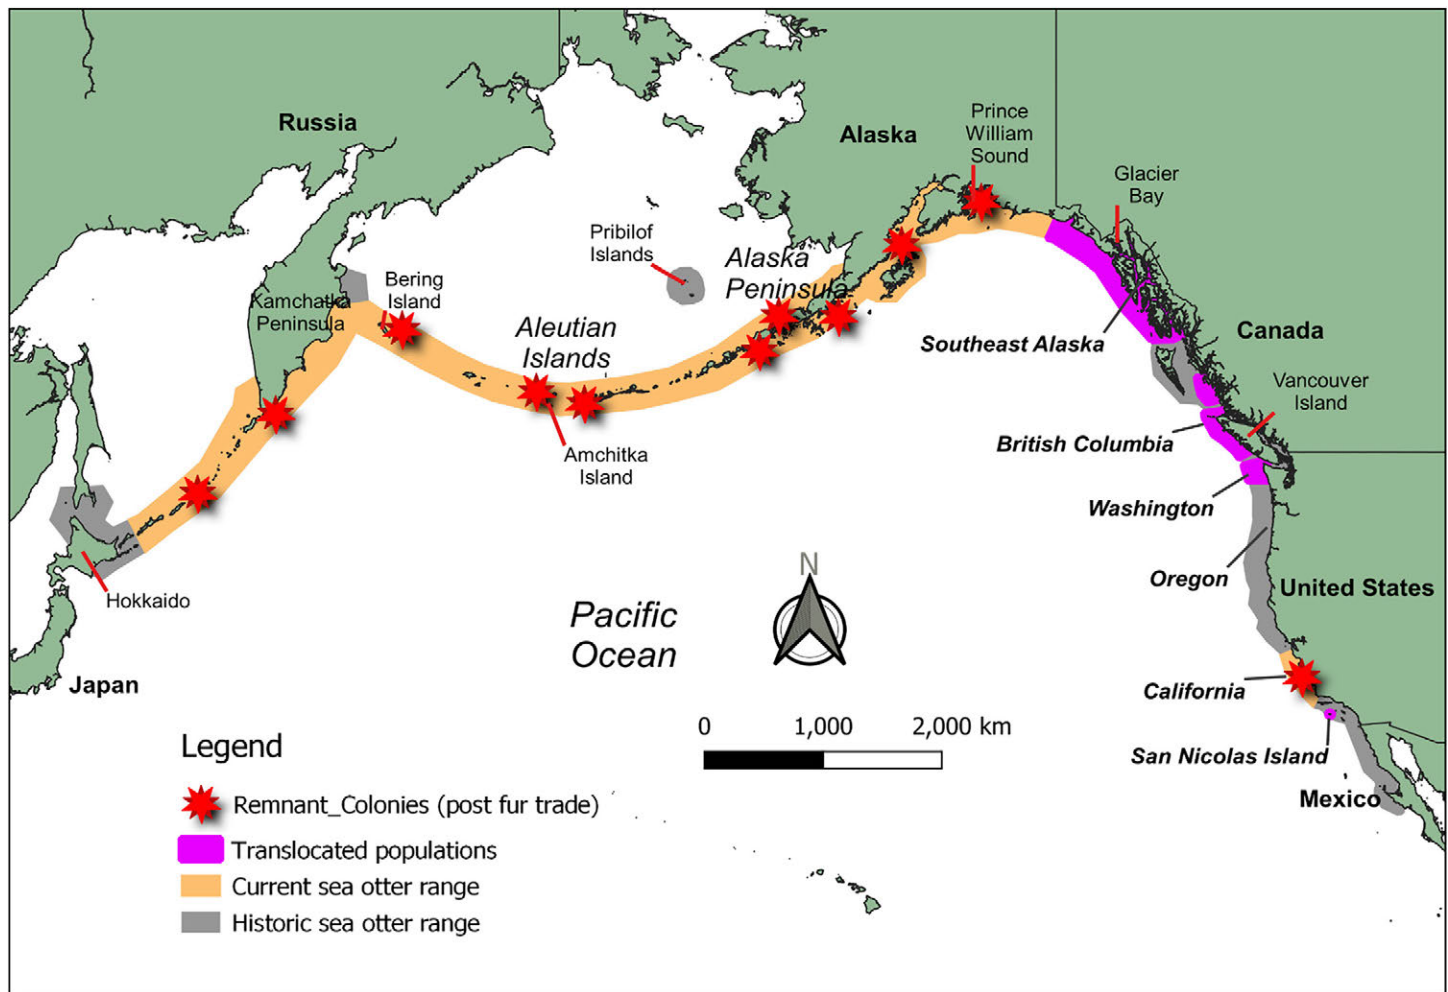 Russia
Alaska
Prince
William
Sound
Glacier
Bay
Pribilof
Islands
Alaska
Peninsula
Bering
Island
Kamchatka
Peninsula
Aleutian
Islands
Southeast Alaska
Canada
Vancouver
Island
British Columbia
Amchitka
Island
Washington
Oregon
United States
Hokkaido
N
Pacific
Ocean
Japan
California
San Nicolas Island
Mexico
0 1,000 2,000 km
Legend
Remnant_Colonies (post fur trade)
Translocated populations
Current sea otter range
Historic sea otter range